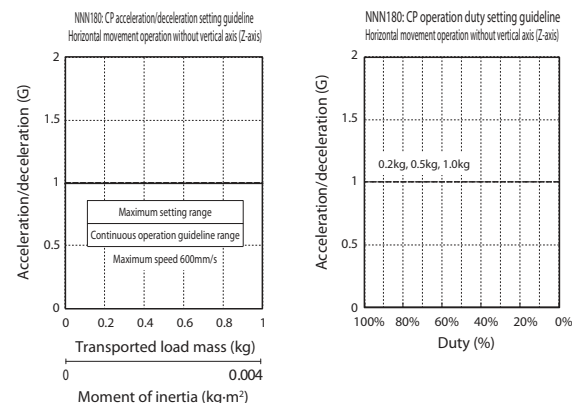 NNN180: CP acceleration/deceleration setting guideline
Horizontal movement operation without vertical axis (Z-axis)
2
1.5
1
0.5
0
Acceleration/deceleration (G)
Maximum setting range
Continuous operation guideline range
Maximum speed 600mm/s
0 0.2 0.4 0.6 0.8 1
Transported load mass (kg)
0 0.004
Moment of inertia (kg·m²)
NNN180: CP operation duty setting guideline
Horizontal movement operation without vertical axis (Z-axis)
2
1.5
1
0.5
0
Acceleration/deceleration (G)
0.2kg, 0.5kg, 1.0kg
100% 80% 60% 40% 20% 0%
Duty (%)